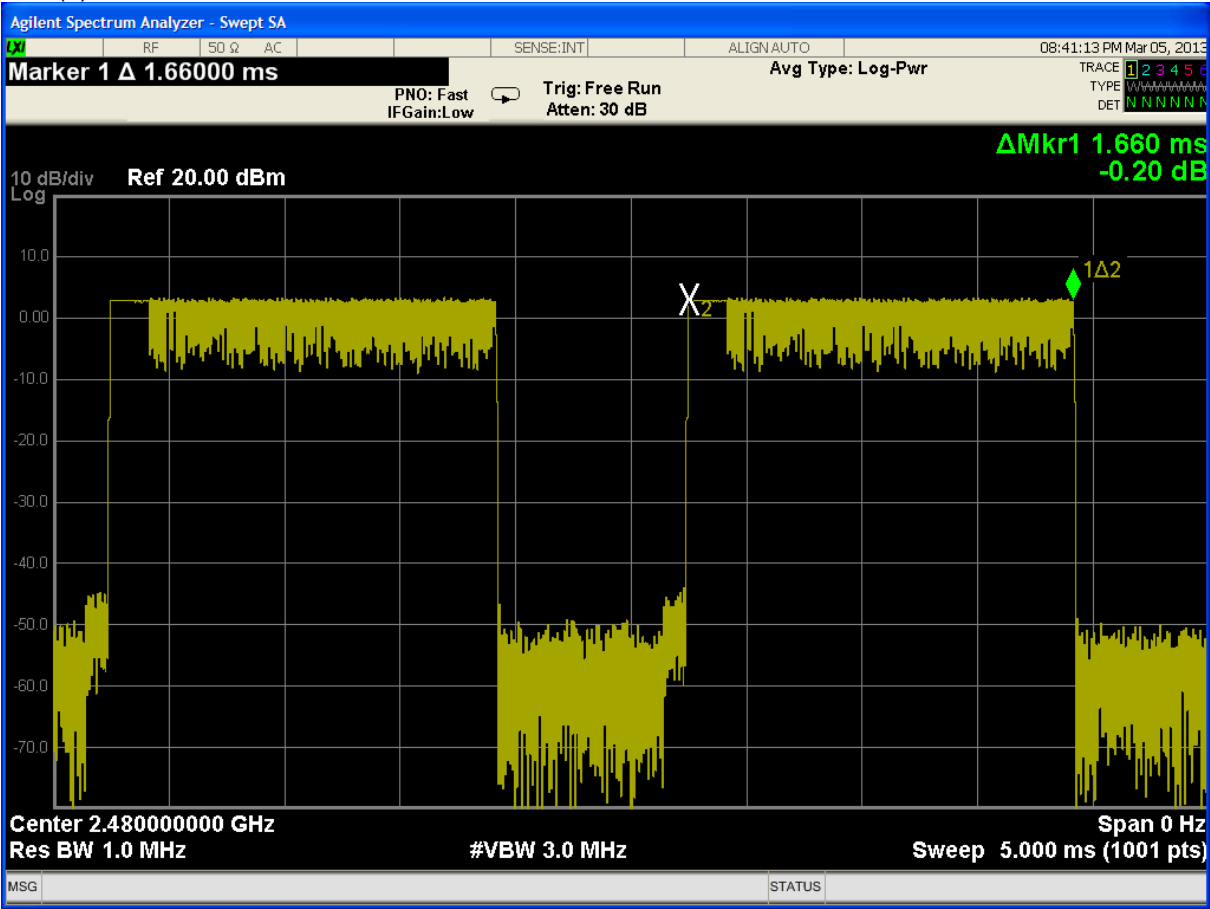 Agilent Spectrum Analyzer - Swept SA
LXI RF 50 Ω AC SENSE:INT ALIGN AUTO 08:41:13 PM Mar 05, 2013
Marker 1 Δ 1.66000 ms
Avg Type: Log-Pwr
TRACE 1 2 3 4 5 6
PNO: Fast Trig: Free Run
TYPE
IFGain:Low Atten: 30 dB
DET N N N N N N
ΔMkr1 1.660 ms
-0.20 dB
10 dB/div Ref 20.00 dBm
Log
10.0
1Δ2
X2
0.00
-10.0
-20.0
-30.0
-40.0
-50.0
-60.0
-70.0
Center 2.480000000 GHz Span 0 Hz
Res BW 1.0 MHz #VBW 3.0 MHz Sweep 5.000 ms (1001 pts)
MSG STATUS